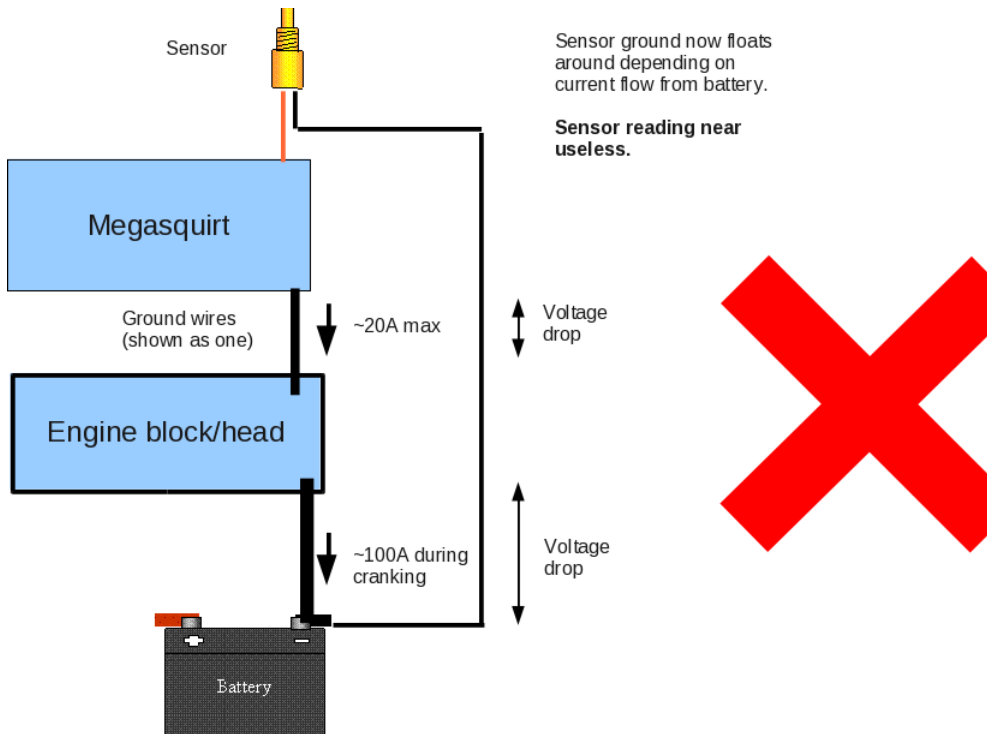 Sensor
Sensor ground now floats
around depending on
current flow from battery.
Sensor reading near
useless.
Megasquirt
Ground wires
(shown as one)
~20A max
Voltage
drop
Engine block/head
~100A during
cranking
Voltage
drop
Battery